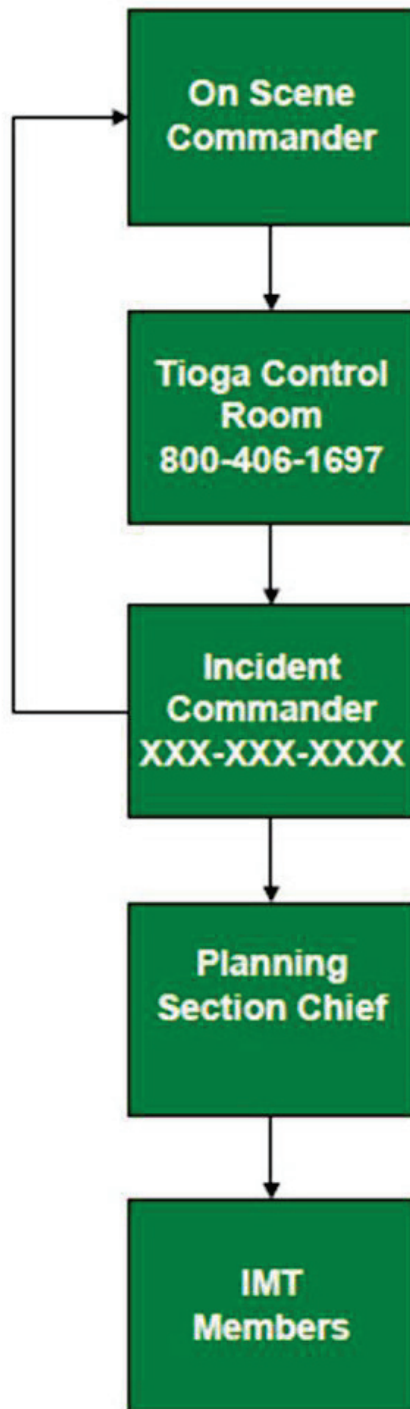 On Scene
Commander
Tioga Control
Room
800-406-1697
Incident
Commander
XXX-XXX-XXXX
Planning
Section Chief
IMT
Members